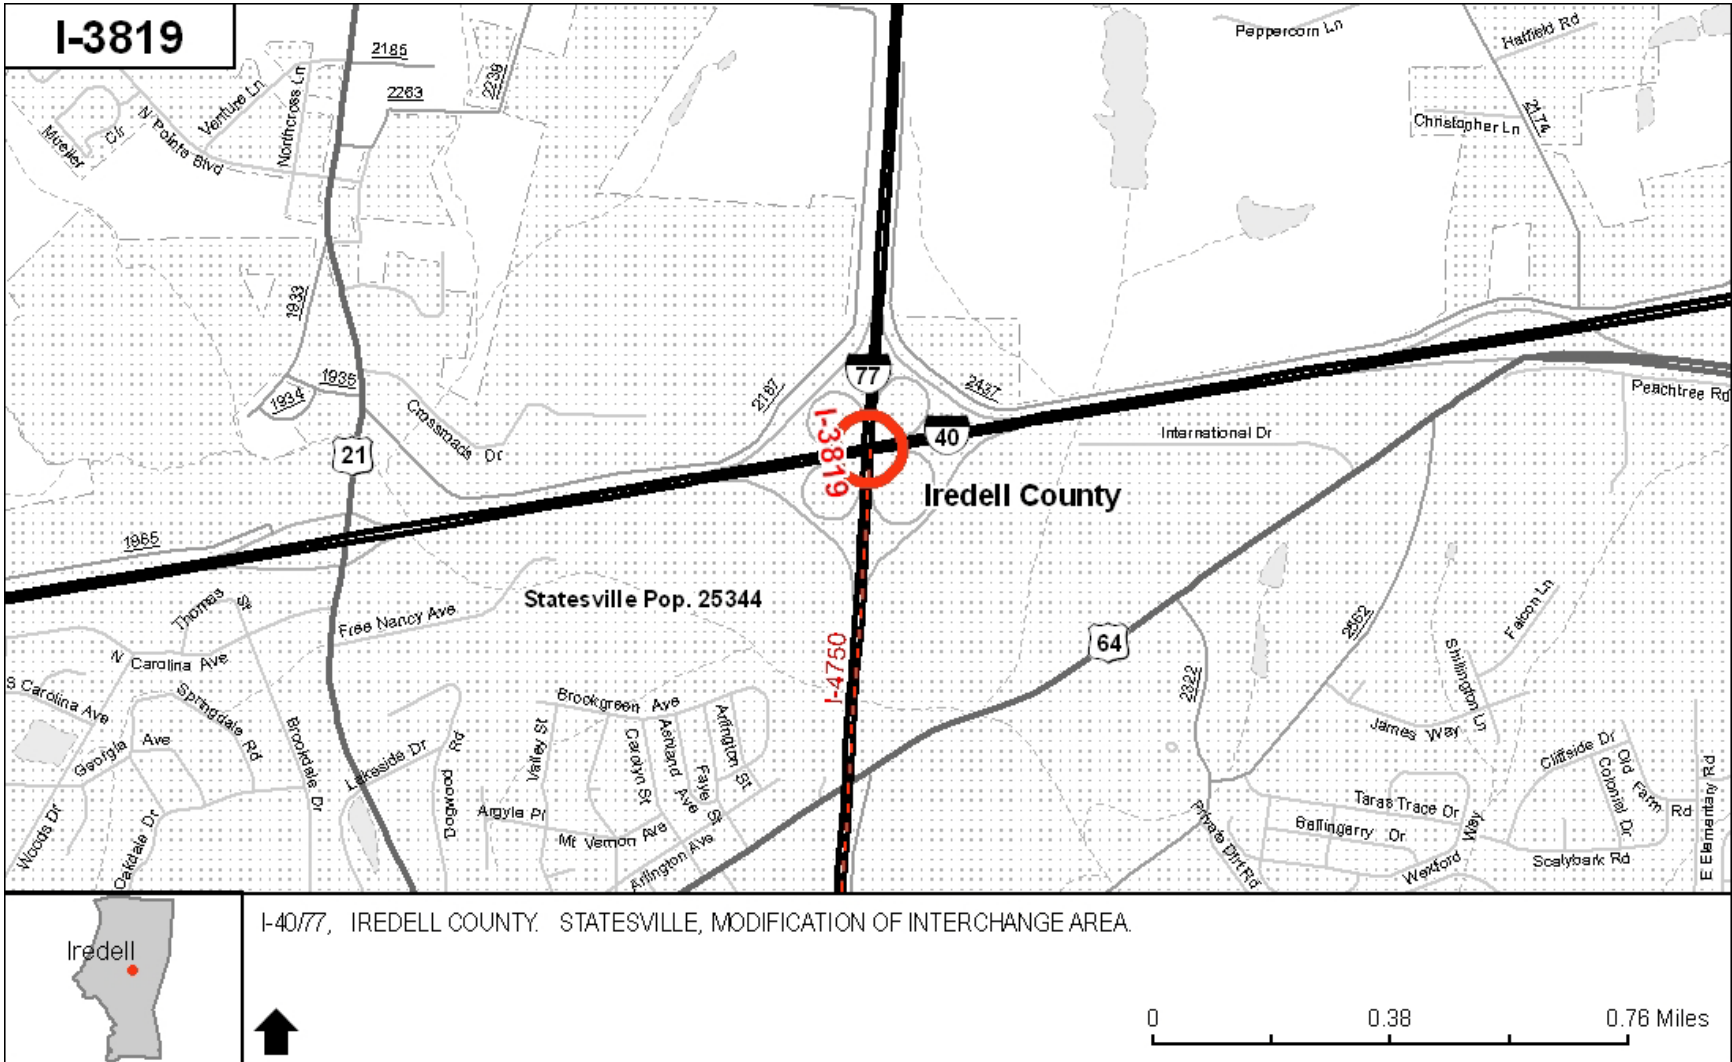 I-3819
2185
2263
2239
Peppercorn Ln
Hatfield Rd
2174
Christopher Ln
Venture Ln
Northcross Ln
Mueller Cir
N Pointe Blvd
1933
1935
1934
2187
77
2437
Crossroads Dr
21
I-3819
40
International Dr
Peachtree Rd
Iredell County
1965
Statesville Pop. 25344
Thomas St
Free Nancy Ave
N Carolina Ave
S Carolina Ave
Springdale Rd
Georgia Ave
Brookdale Dr
Lakeside Dr
Dogwood Rd
Woods Dr
Oakdale Dr
I-4750
64
2322
2562
Falcon Ln
Shillington Ln
James Way
Brookgreen Ave
Valley St
Carolyn St
Ashland Ave
Faye St
Arlington St
Argyle Pl
Mt Vernon Ave
Arlington Ave
Cliffside Dr
Old Farm Rd
Colonial Dr
E Elementary Rd
Taras Trace Dr
Ballingarry Dr
Wexford Way
Scalybark Rd
Iredell
I-40/77, IREDELL COUNTY. STATESVILLE, MODIFICATION OF INTERCHANGE AREA.
0 0.38 0.76 Miles